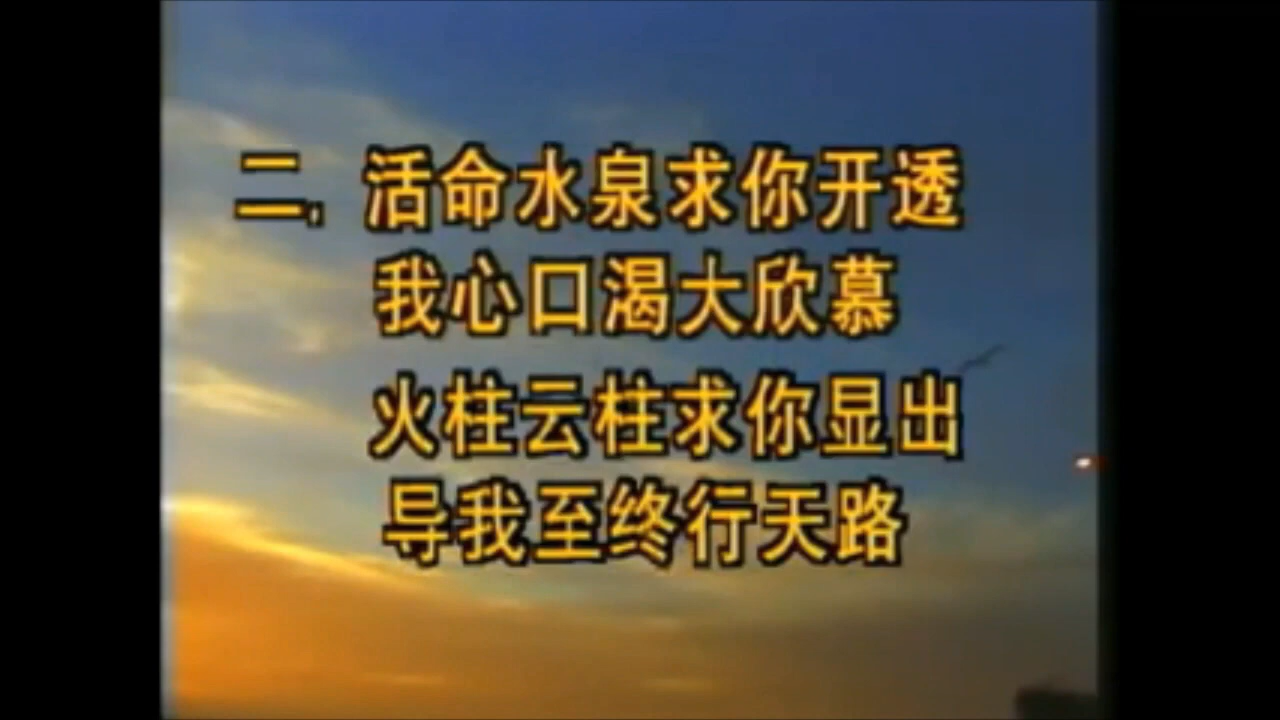 二，活命水泉求你开透
我心口渴大欣慕
火柱云柱求你显出
导我至终行天路